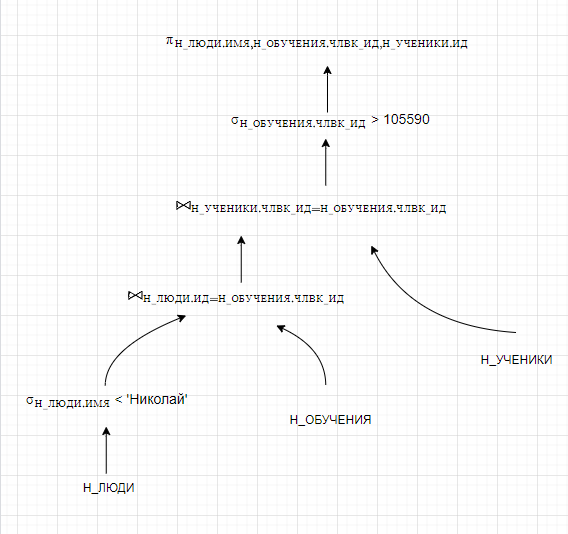 πН_ЛЮДИ.ИМЯ,Н_ОБУЧЕНИЯ.ЧЛВК_ИД,Н_УЧЕНИКИ.ИД
σН_ОБУЧЕНИЯ.ЧЛВК_ИД > 105590
⋈Н_УЧЕНИКИ.ЧЛВК_ИД=Н_ОБУЧЕНИЯ.ЧЛВК_ИД
⋈Н_ЛЮДИ.ИД=Н_ОБУЧЕНИЯ.ЧЛВК_ИД
Н_УЧЕНИКИ
σН_ЛЮДИ.ИМЯ < 'Николай'
Н_ОБУЧЕНИЯ
Н_ЛЮДИ